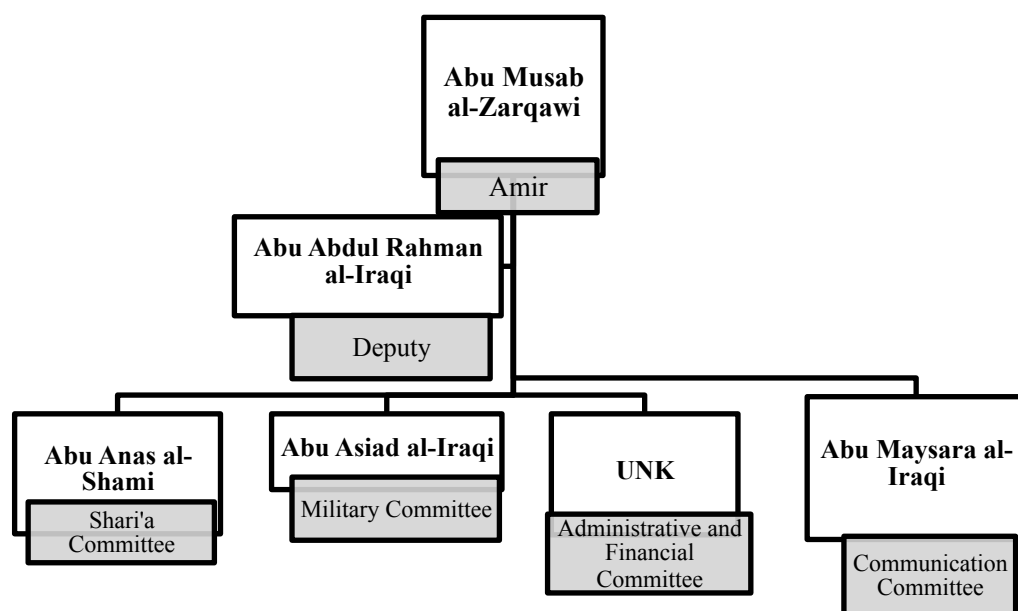 Abu Musab
al-Zarqawi
Amir
Abu Abdul Rahman
al-Iraqi
Deputy
Abu Anas al-
Shami
Shari'a
Committee
Abu Asiad al-Iraqi
Military Committee
UNK
Administrative and
Financial
Committee
Abu Maysara al-
Iraqi
Communication
Committee